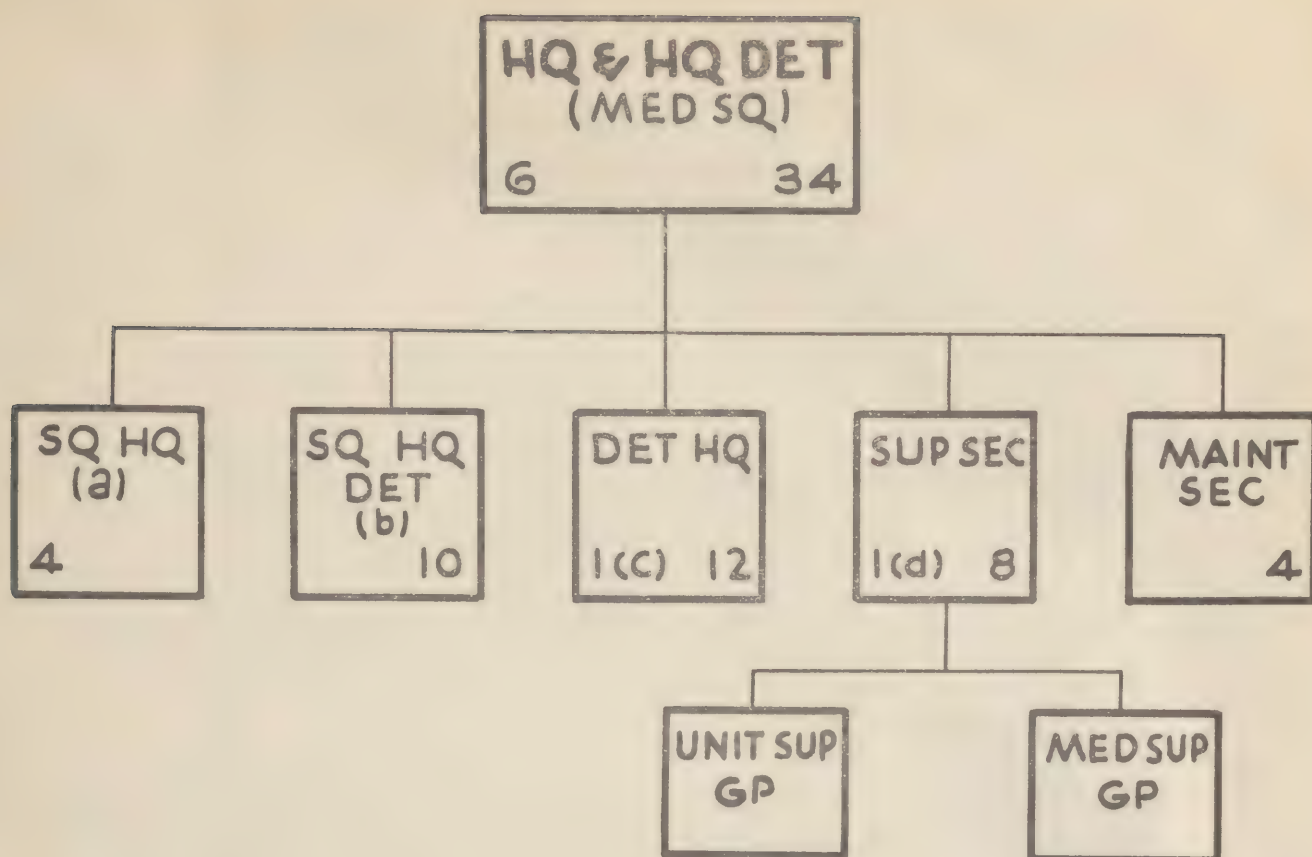 HQ & HQ DET
(MED SQ)
6 34
SQ HQ
(a)
4
SQ HQ
DET
(b)
10
DET HQ
1(c) 12
SUP SEC
1(d) 8
MAINT
SEC
4
UNIT SUP
GP
MED SUP
GP